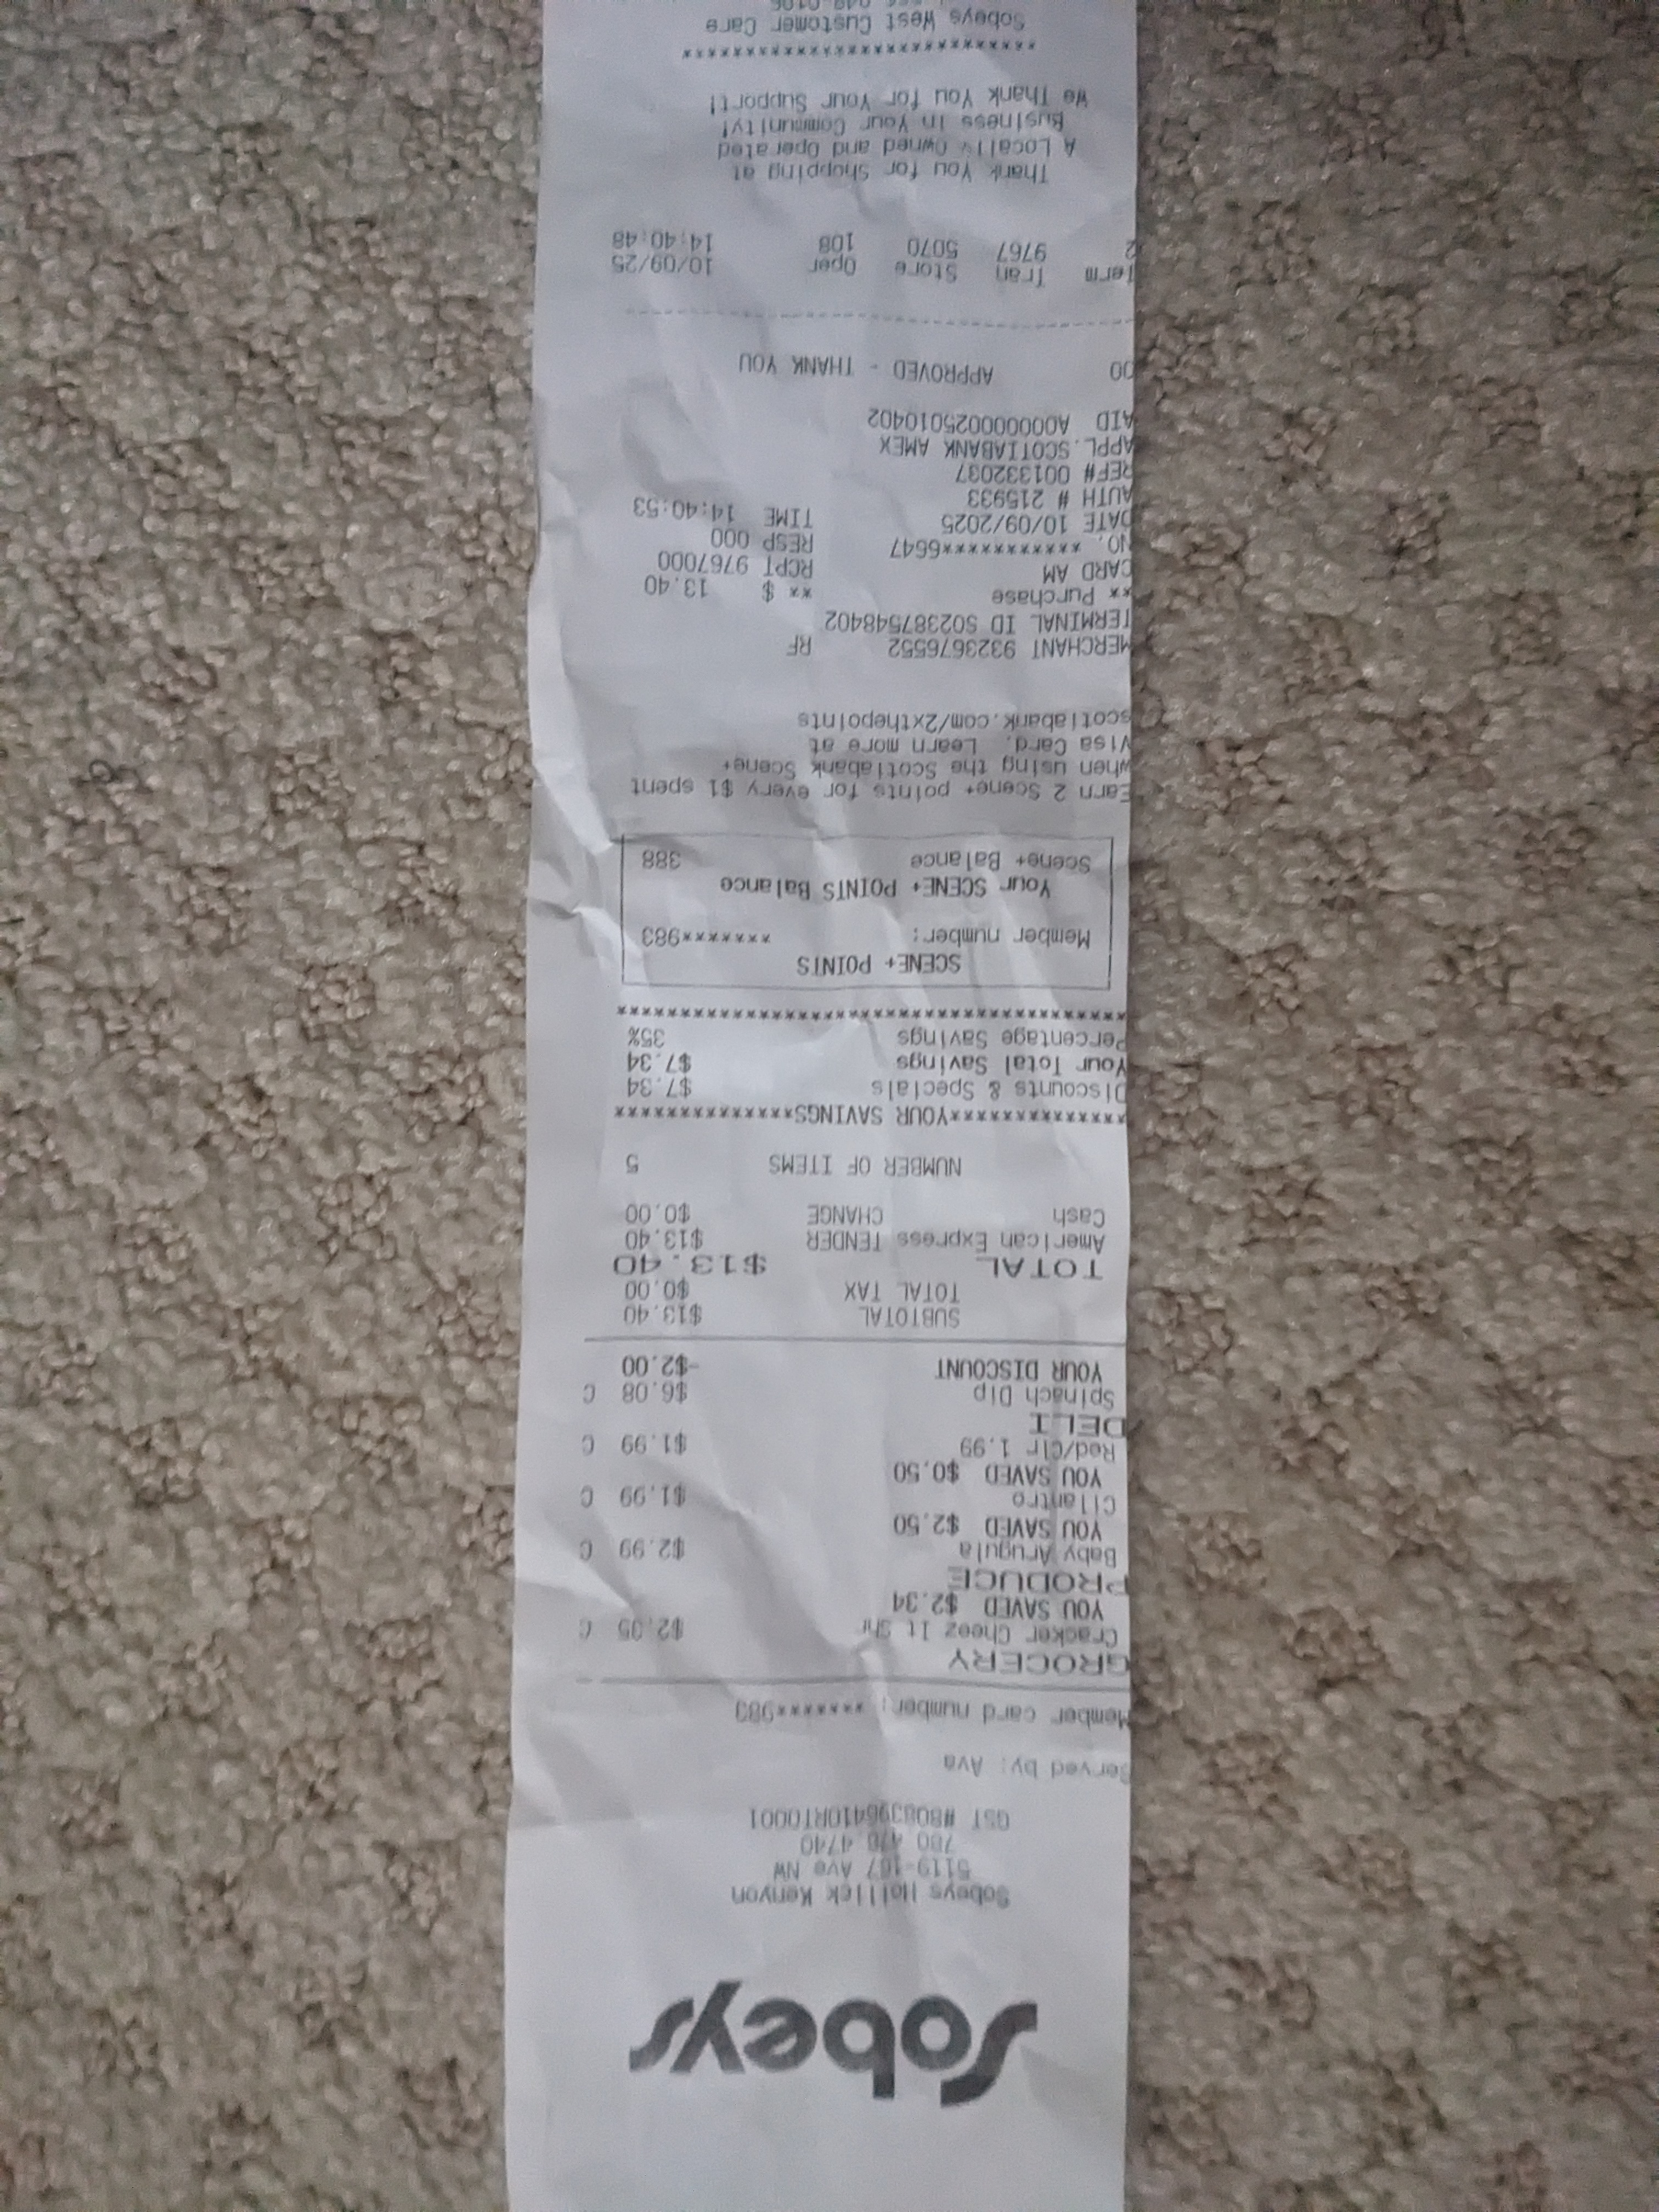 Sobeys
Sobeys Hollick Kenyon
5119-167 Ave NW
780 478 4740
GST #808396410RT0001
Served by: Ava
Member card number: *******983
GROCERY
Cracker Cheez It Shr $2.35 C
YOU SAVED $2.34
PRODUCE
Baby Arugula $2.99 C
YOU SAVED $2.50
Cilantro $1.99 C
YOU SAVED $0.50
Red/Clr 1.99 $1.99 C
DELI
Spinach Dip $6.08 C
YOUR DISCOUNT -$2.00
SUBTOTAL $13.40
TOTAL TAX $0.00
TOTAL $13.40
American Express TENDER $13.40
Cash CHANGE $0.00
NUMBER OF ITEMS 5
***************YOUR SAVINGS***************
Discounts & Specials $7.34
Your Total Savings $7.34
Percentage Savings 35%
******************************************
SCENE+ POINTS
Member number: ********983
Your SCENE+ POINTS Balance
Scene+ Balance 388
Earn 2 Scene+ points for every $1 spent
when using the Scotiabank Scene+
Visa Card. Learn more at
scotiabank.com/2xthepoints
MERCHANT 9323676552 RF
TERMINAL ID S02387548402
** Purchase ** $ 13.40
CARD AM RCPT 9767000
NO. ***********6647 RESP 000
DATE 10/09/2025 TIME 14:40:53
AUTH # 215933
REF# 001332037
APPL. SCOTIABANK AMEX
AID A000000025010402
00 APPROVED - THANK YOU
Term Tran Store Oper 10/09/25
2 9767 5070 108 14:40:48
Thank You for Shopping at
A Locally Owned and Operated
Business in Your Community!
We Thank You for Your Support!
*****************************
Sobeys West Customer Care